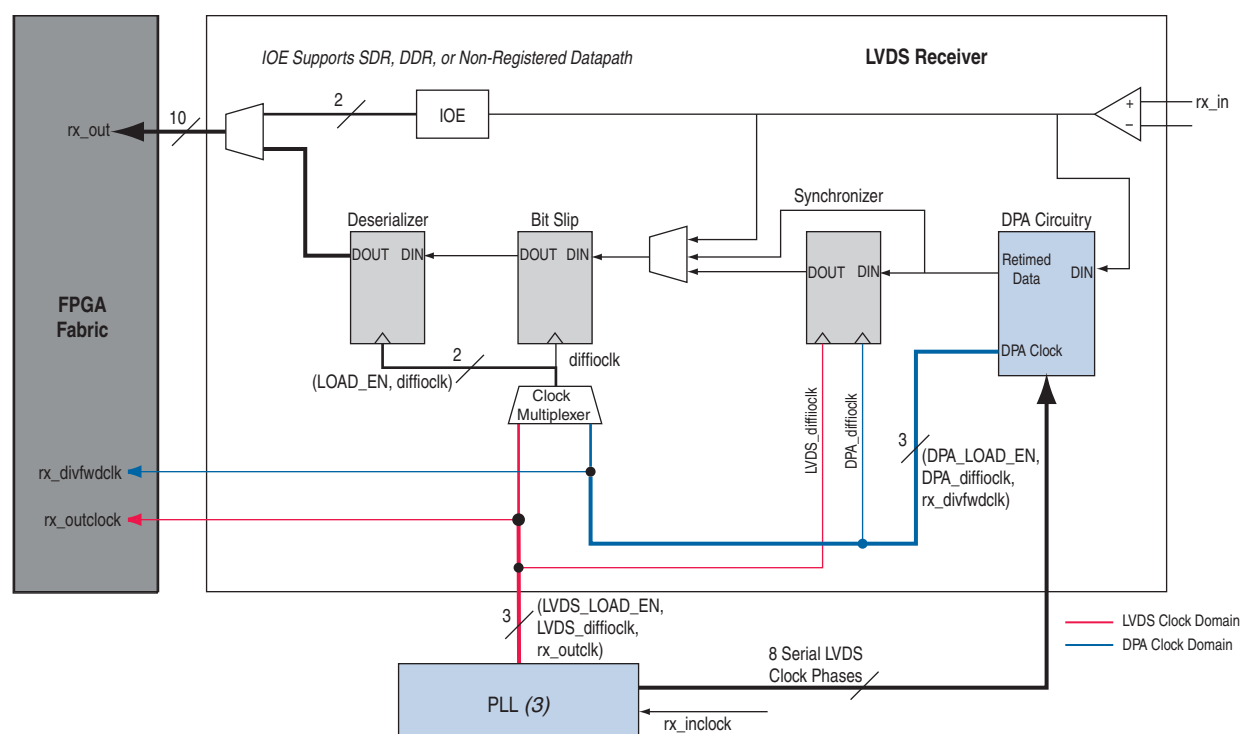 IOE Supports SDR, DDR, or Non-Registered Datapath
LVDS Receiver
2
IOE
+
–
rx_in
10
rx_out
Synchronizer
Deserializer
Bit Slip
DPA Circuitry
DOUT DIN
DOUT DIN
DOUT DIN
Retimed
Data
DIN
DPA Clock
FPGA
Fabric
2
diffioclk
(LOAD_EN, diffioclk)
Clock
Multiplexer
LVDS_diffiioclk
DPA_diffioclk
3
(DPA_LOAD_EN,
DPA_diffioclk,
rx_divfwdclk)
rx_divfwdclk
rx_outclock
3
(LVDS_LOAD_EN,
LVDS_diffioclk,
rx_outclk)
LVDS Clock Domain
DPA Clock Domain
8 Serial LVDS
Clock Phases
PLL (3)
rx_inclock